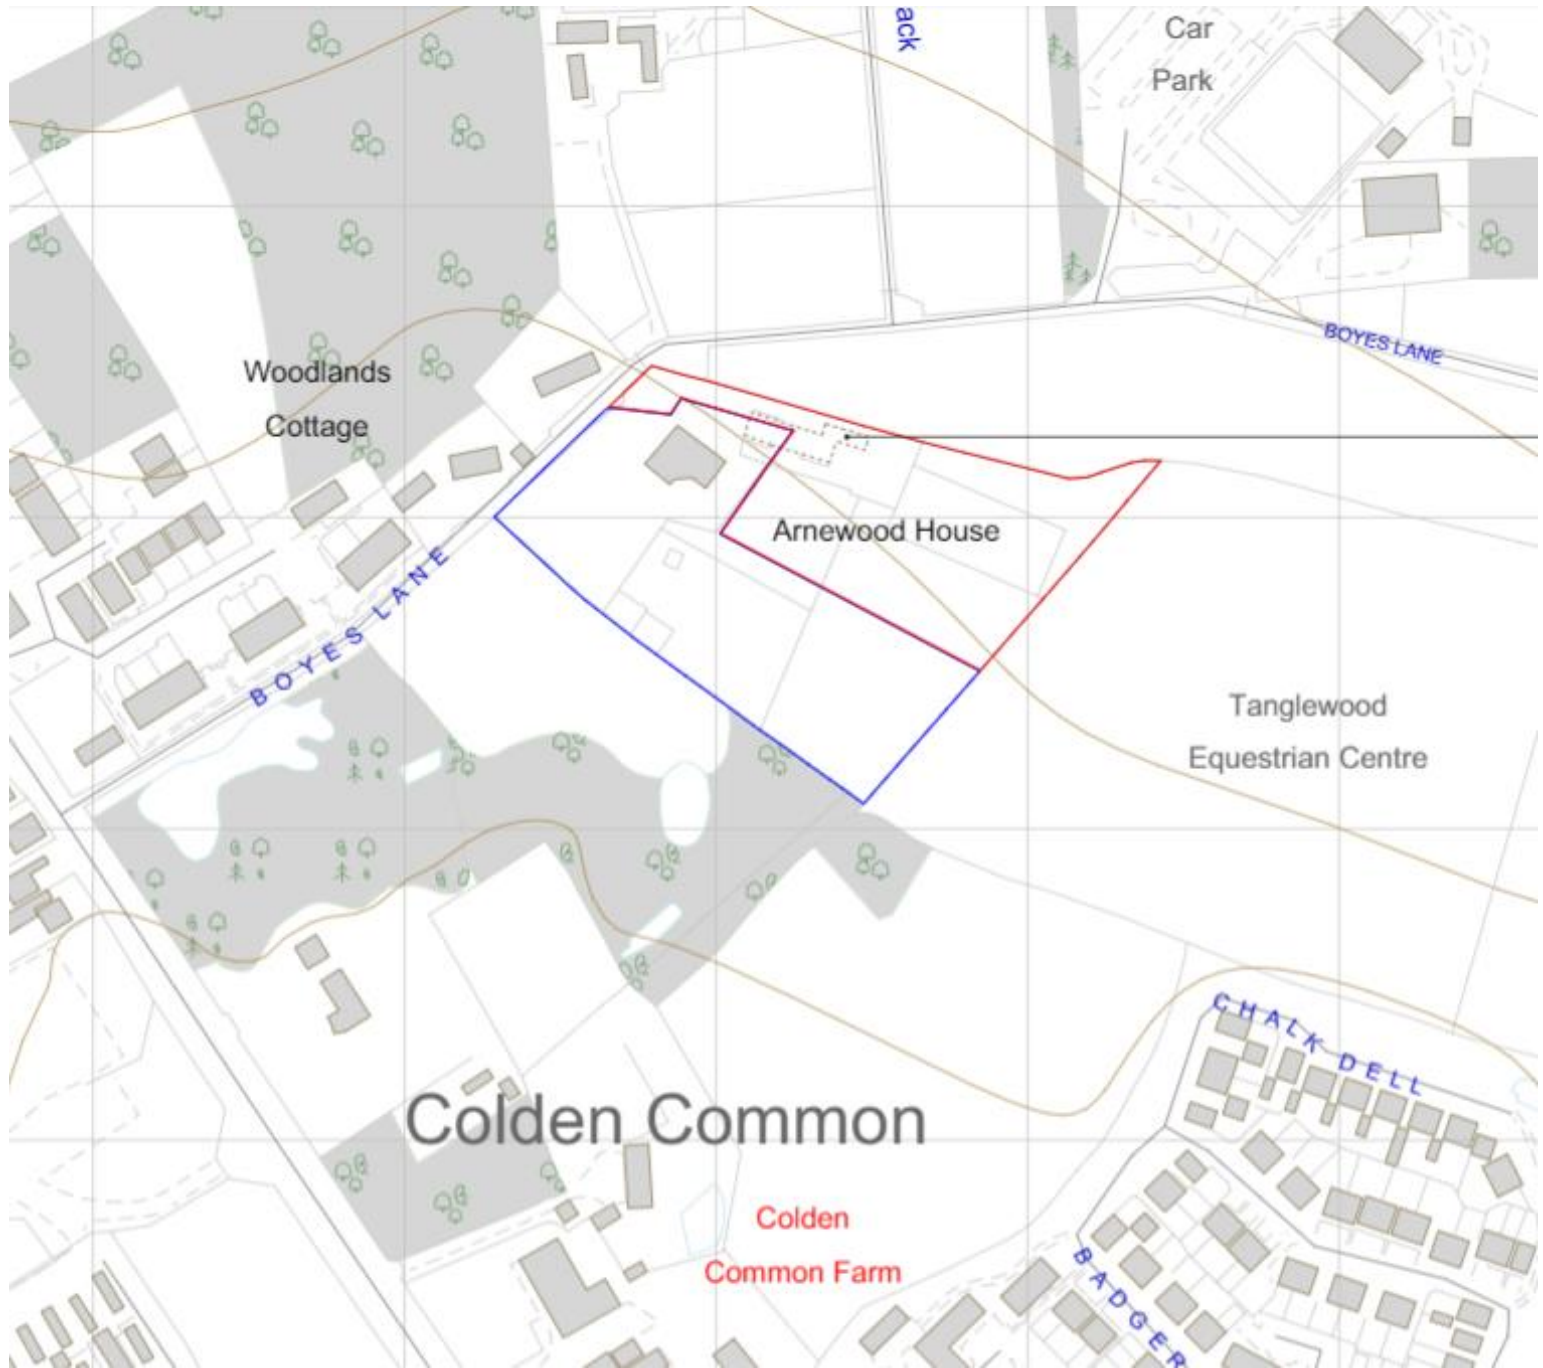 ack
Car
Park
BOYES LANE
Woodlands
Cottage
Arnewood House
BOYES LANE
Tanglewood
Equestrian Centre
CHALK DELL
Colden Common
Colden
Common Farm
BADGER